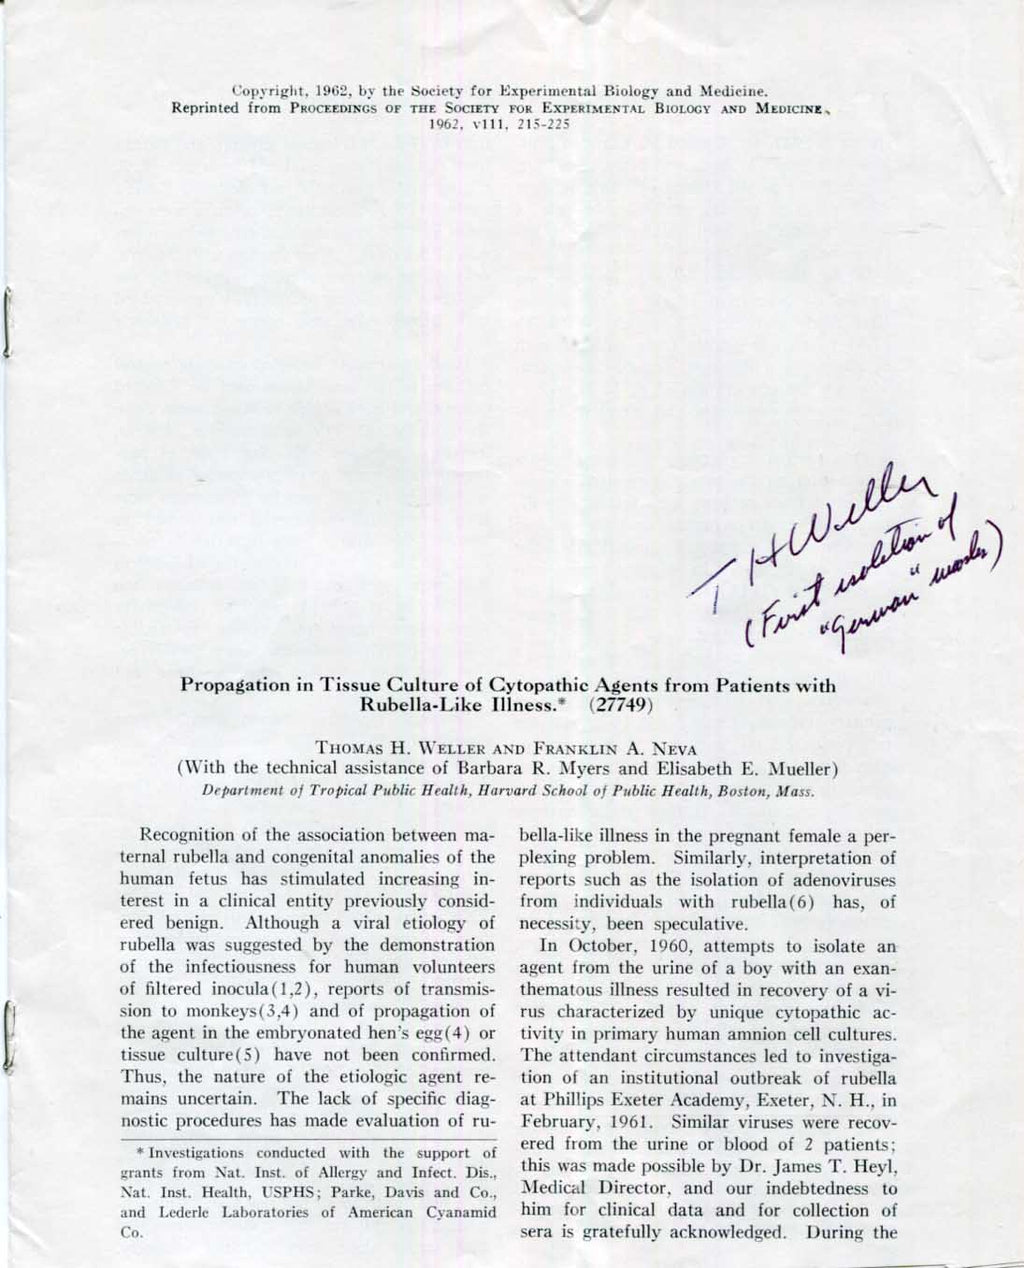 Copyright, 1962, by the Society for Experimental Biology and Medicine.
Reprinted from PROCEEDINGS OF THE SOCIETY FOR EXPERIMENTAL BIOLOGY AND MEDICINE,
1962, v111, 215-225
T H Weller
(First isolation of
"German" measles)
Propagation in Tissue Culture of Cytopathic Agents from Patients with
Rubella-Like Illness.* (27749)
THOMAS H. WELLER AND FRANKLIN A. NEVA
(With the technical assistance of Barbara R. Myers and Elisabeth E. Mueller)
Department of Tropical Public Health, Harvard School of Public Health, Boston, Mass.
Recognition of the association between ma-
ternal rubella and congenital anomalies of the
human fetus has stimulated increasing in-
terest in a clinical entity previously consid-
ered benign. Although a viral etiology of
rubella was suggested by the demonstration
of the infectiousness for human volunteers
of filtered inocula(1,2), reports of transmis-
sion to monkeys(3,4) and of propagation of
the agent in the embryonated hen's egg(4) or
tissue culture(5) have not been confirmed.
Thus, the nature of the etiologic agent re-
mains uncertain. The lack of specific diag-
nostic procedures has made evaluation of ru-
* Investigations conducted with the support of
grants from Nat. Inst. of Allergy and Infect. Dis.,
Nat. Inst. Health, USPHS; Parke, Davis and Co.,
and Lederle Laboratories of American Cyanamid
Co.
bella-like illness in the pregnant female a per-
plexing problem. Similarly, interpretation of
reports such as the isolation of adenoviruses
from individuals with rubella(6) has, of
necessity, been speculative.
In October, 1960, attempts to isolate an
agent from the urine of a boy with an exan-
thematous illness resulted in recovery of a vi-
rus characterized by unique cytopathic ac-
tivity in primary human amnion cell cultures.
The attendant circumstances led to investiga-
tion of an institutional outbreak of rubella
at Phillips Exeter Academy, Exeter, N. H., in
February, 1961. Similar viruses were recov-
ered from the urine or blood of 2 patients;
this was made possible by Dr. James T. Heyl,
Medical Director, and our indebtedness to
him for clinical data and for collection of
sera is gratefully acknowledged. During the